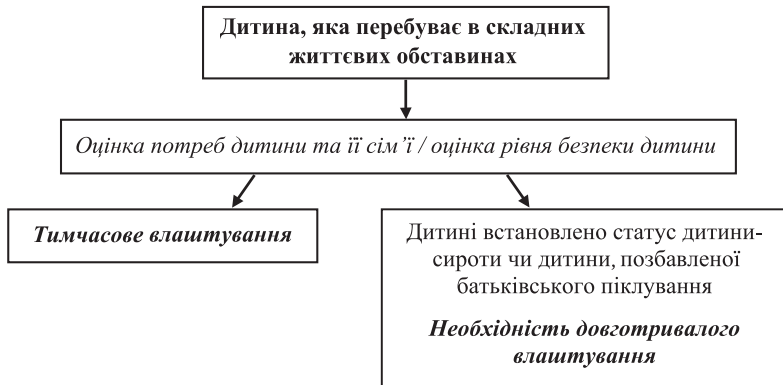 Дитина, яка перебуває в складних
життєвих обставинах
Оцінка потреб дитини та її сім’ї / оцінка рівня безпеки дитини
Тимчасове влаштування
Дитині встановлено статус дитини-
сироти чи дитини, позбавленої
батьківського піклування
Необхідність довготривалого
влаштування